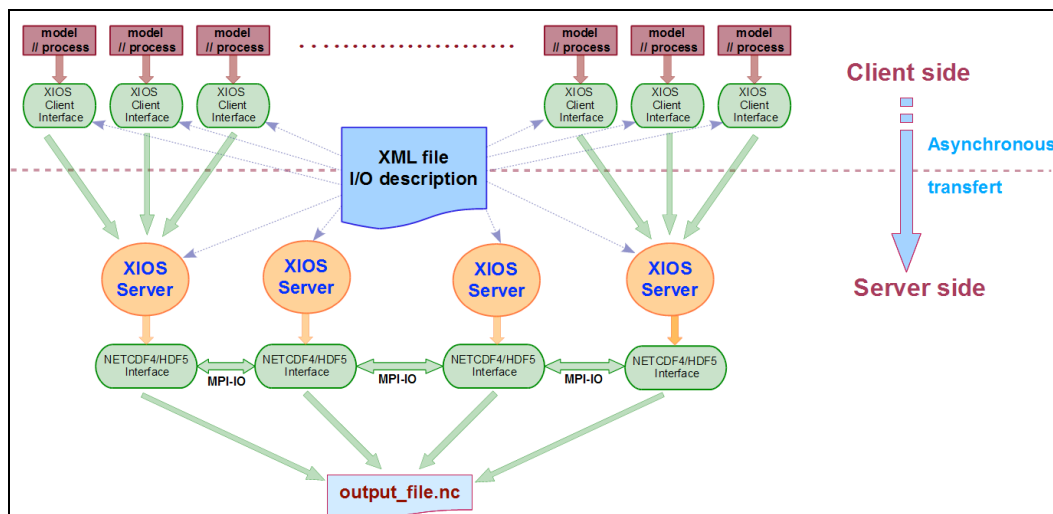 model
// process
model
// process
model
// process
model
// process
model
// process
model
// process
XIOS
Client
Interface
XIOS
Client
Interface
XIOS
Client
Interface
XIOS
Client
Interface
XIOS
Client
Interface
XIOS
Client
Interface
Client side
XML file
I/O description
Asynchronous
transfert
XIOS
Server
XIOS
Server
XIOS
Server
XIOS
Server
Server side
NETCDF4/HDF5
Interface
MPI-IO
NETCDF4/HDF5
Interface
MPI-IO
NETCDF4/HDF5
Interface
MPI-IO
NETCDF4/HDF5
Interface
output_file.nc